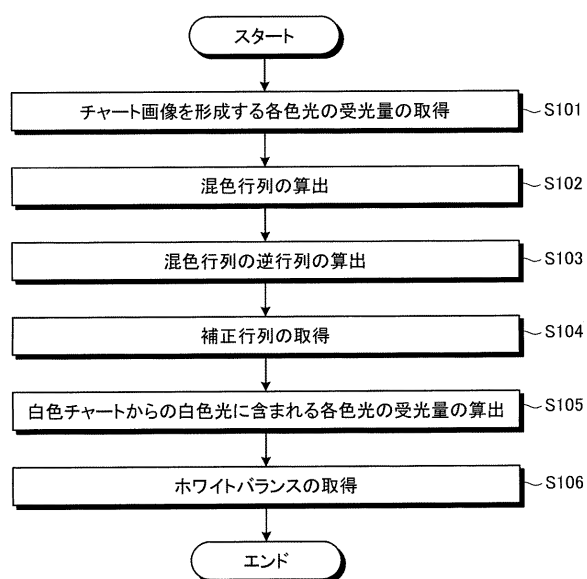 スタート
チャート画像を形成する各色光の受光量の取得
S101
混色行列の算出
S102
混色行列の逆行列の算出
S103
補正行列の取得
S104
白色チャートからの白色光に含まれる各色光の受光量の算出
S105
ホワイトバランスの取得
S106
エンド